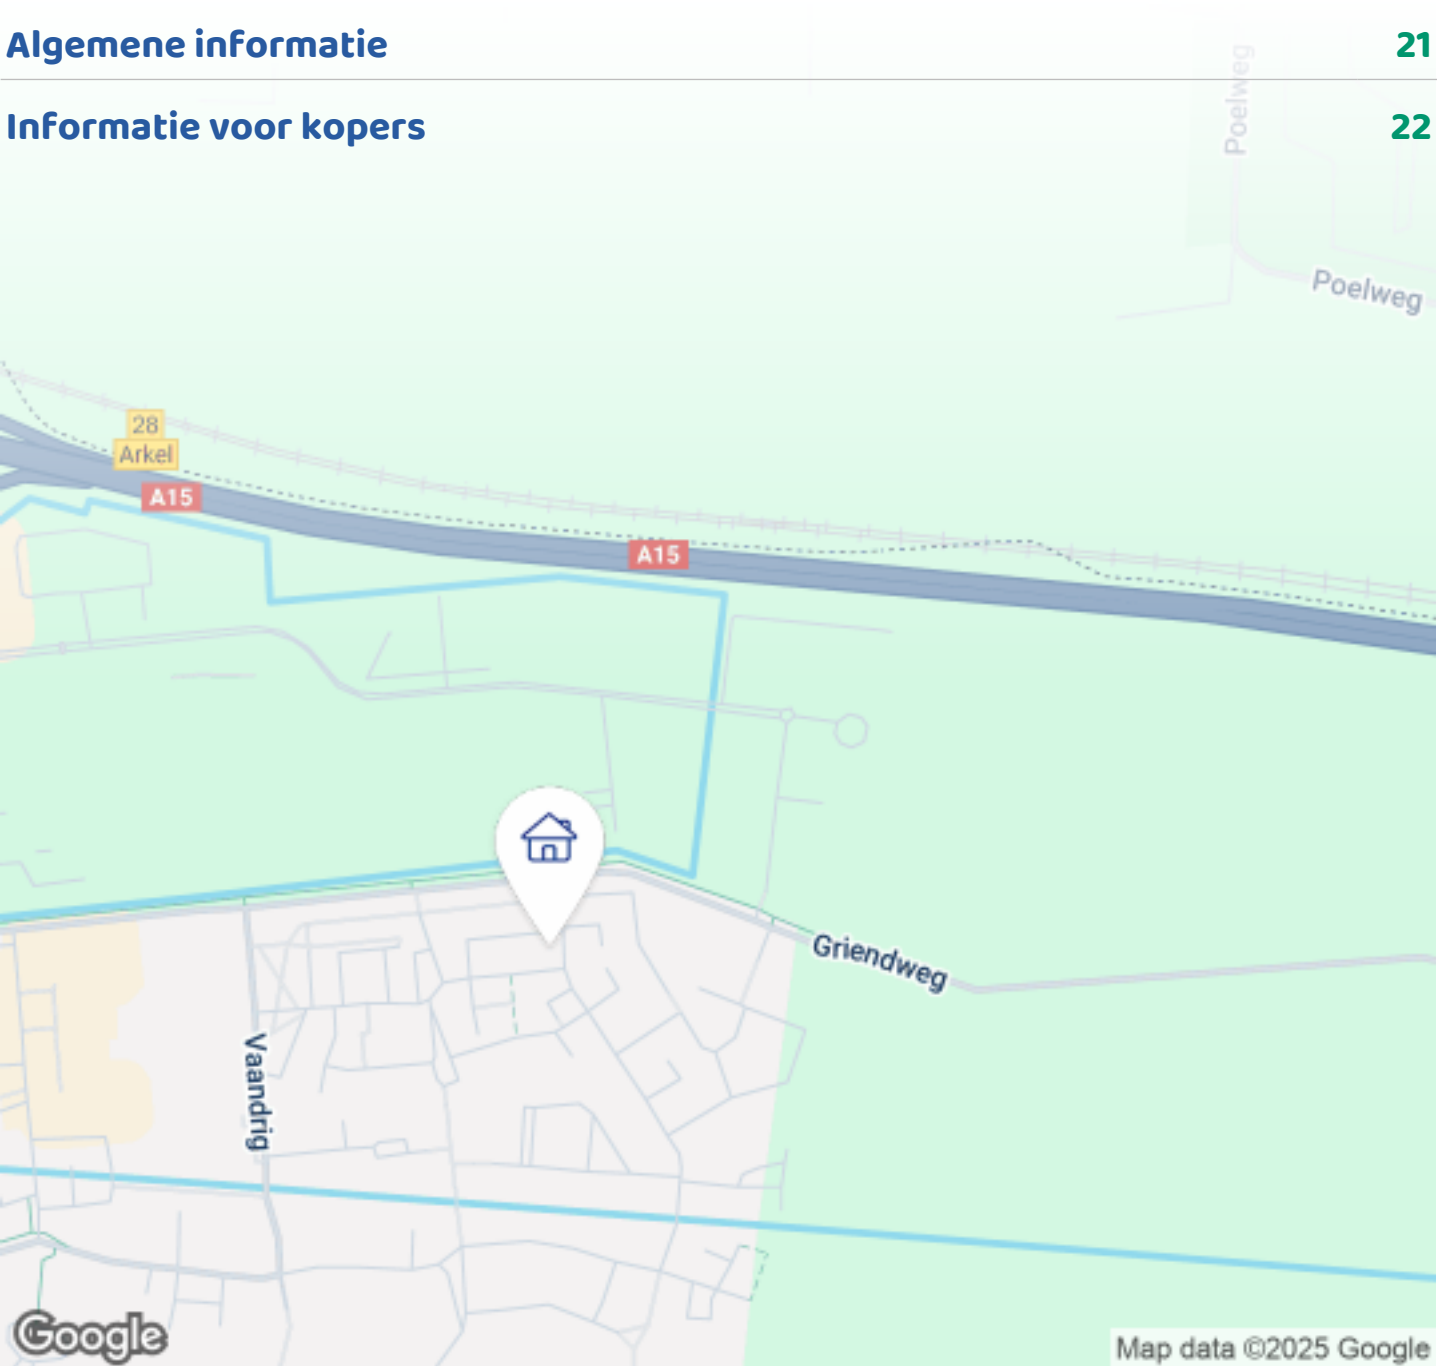 Algemene informatie 21
Informatie voor kopers 22
Poelweg
Poelweg
28
Arkel
A15
A15
Griendweg
Vaandrig
Google
Map data ©2025 Google